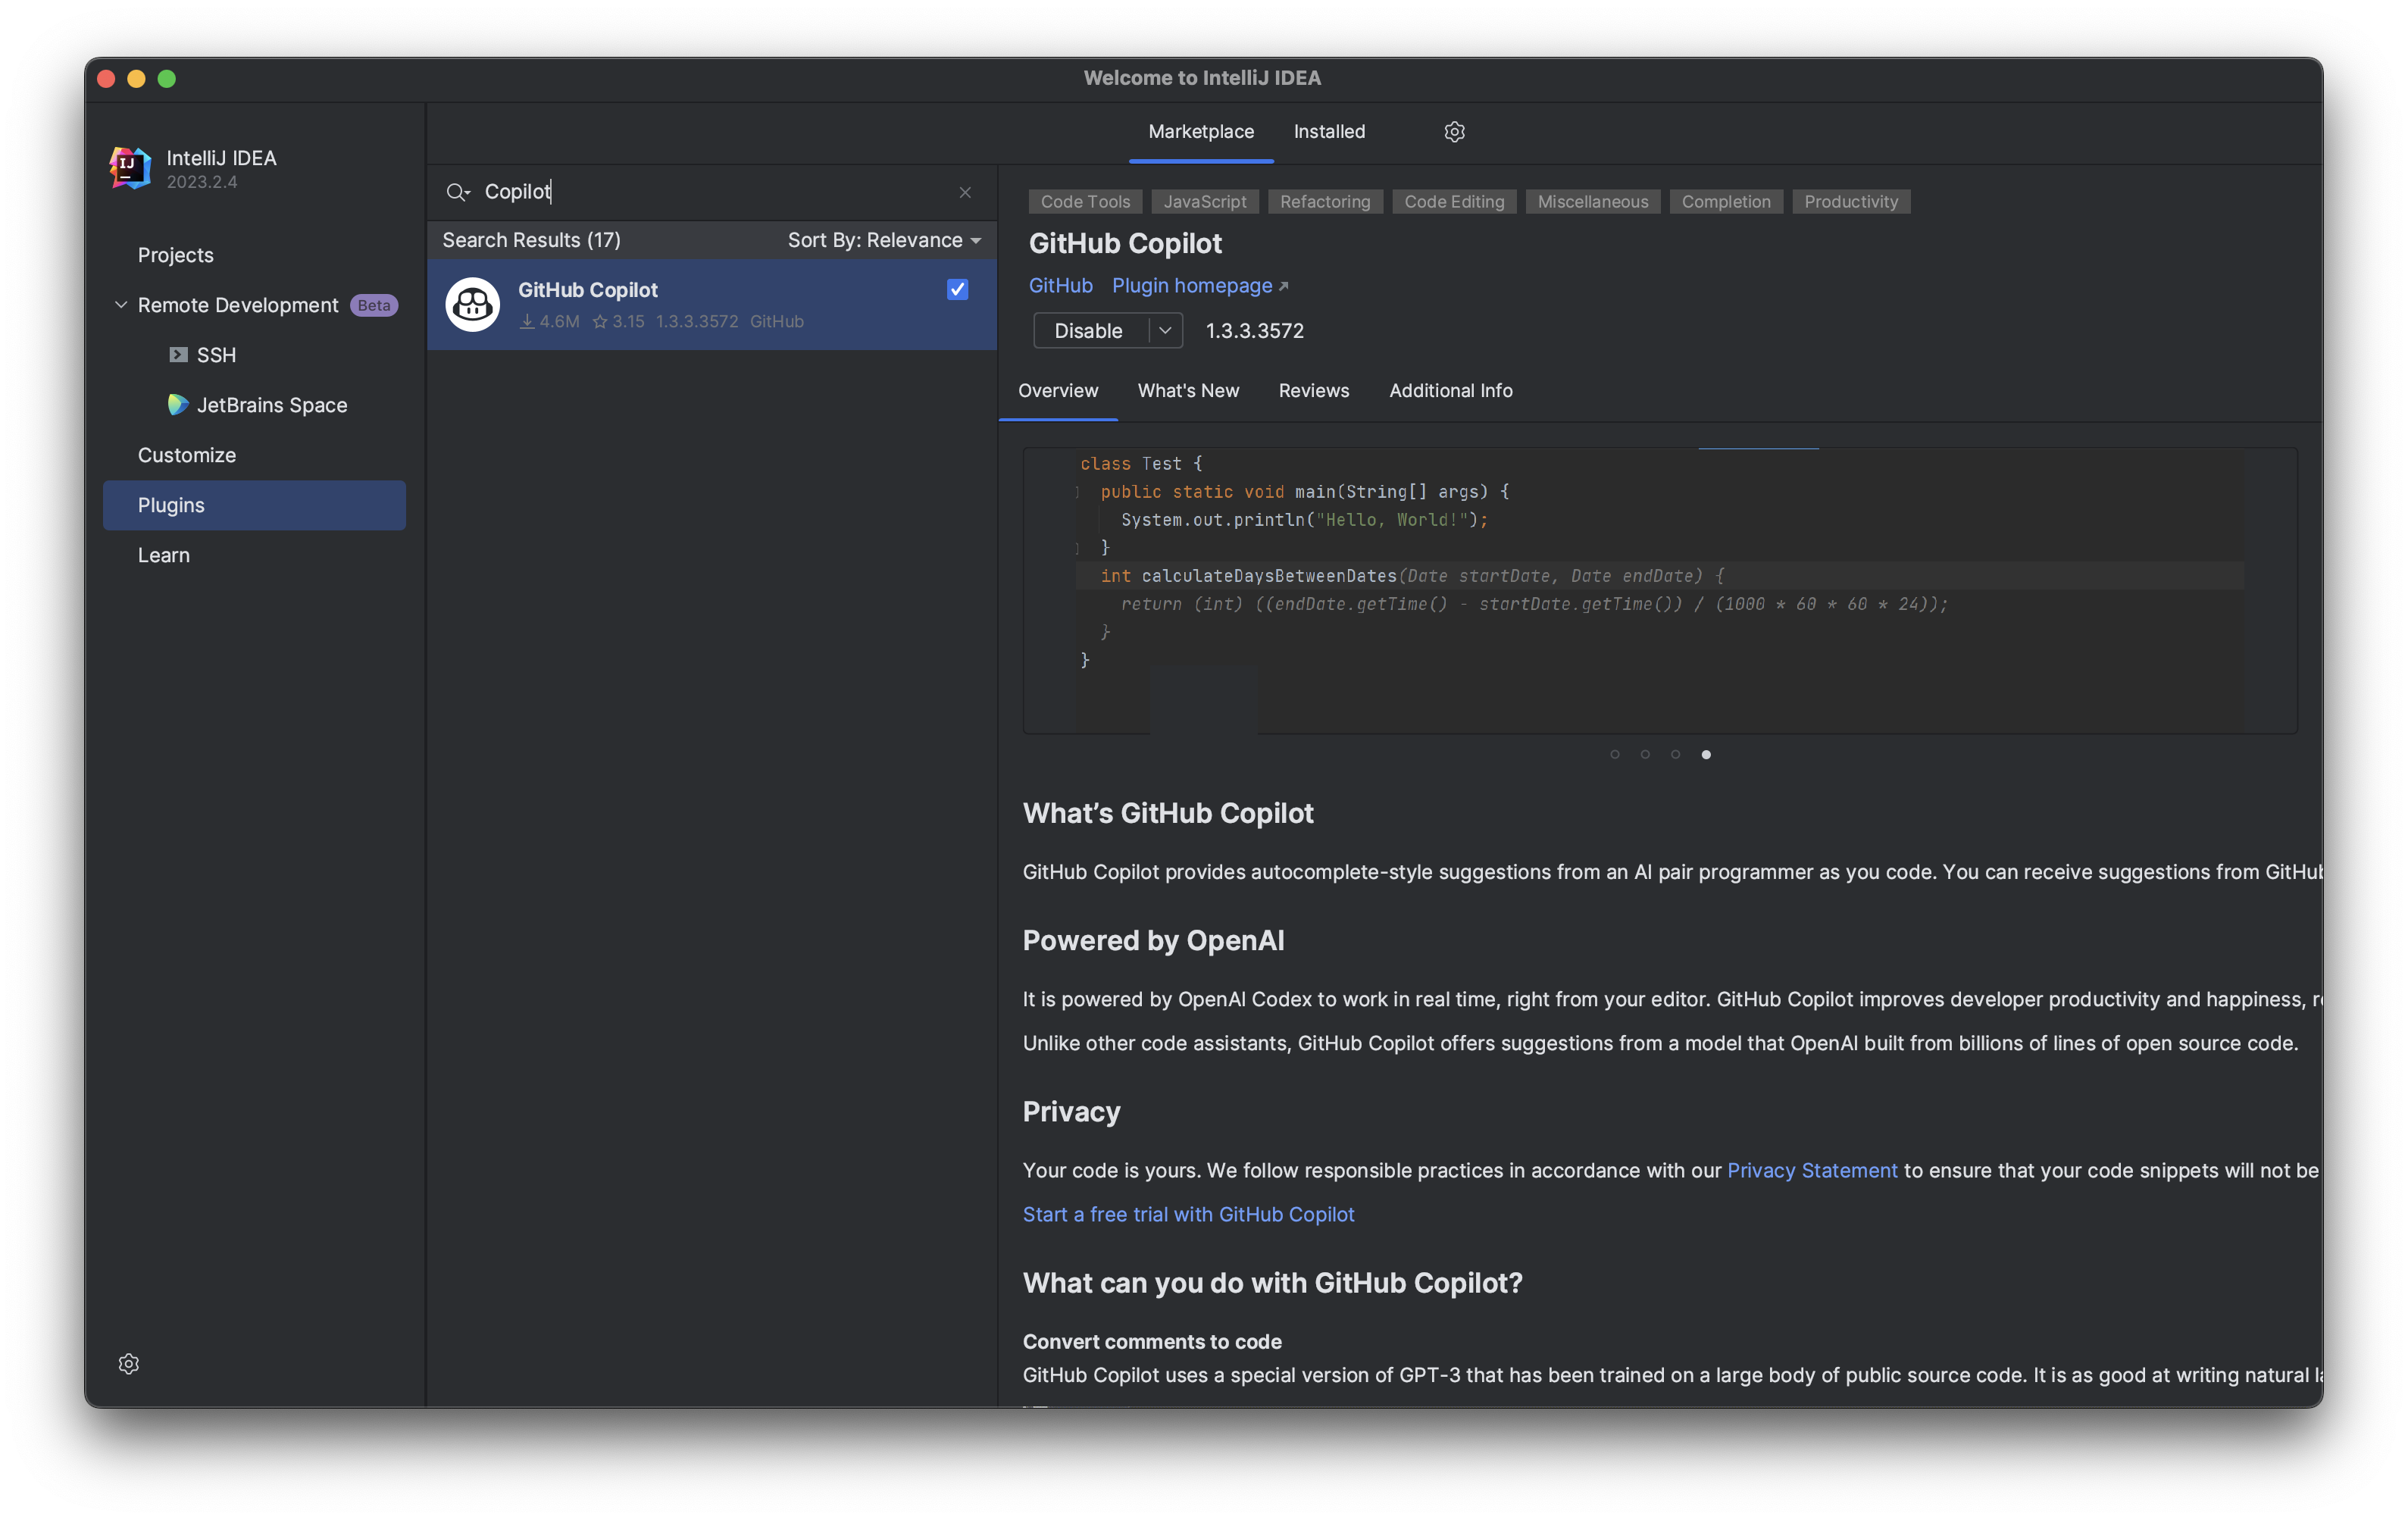 Welcome to IntelliJ IDEA
IntelliJ IDEA
2023.2.4
Projects
Remote Development Beta
SSH
JetBrains Space
Customize
Plugins
Learn
Marketplace Installed
Copilot
Search Results (17) Sort By: Relevance
GitHub Copilot
4.6M 3.15 1.3.3.3572 GitHub
Code Tools JavaScript Refactoring Code Editing Miscellaneous Completion Productivity
GitHub Copilot
GitHub Plugin homepage
Disable 1.3.3.3572
Overview What's New Reviews Additional Info
class Test {
public static void main(String[] args) {
System.out.println("Hello, World!");
}
int calculateDaysBetweenDates(Date startDate, Date endDate) {
return (int) ((endDate.getTime() - startDate.getTime()) / (1000 * 60 * 60 * 24));
}
}
What’s GitHub Copilot
GitHub Copilot provides autocomplete-style suggestions from an AI pair programmer as you code. You can receive suggestions from GitHub
Powered by OpenAI
It is powered by OpenAI Codex to work in real time, right from your editor. GitHub Copilot improves developer productivity and happiness,
Unlike other code assistants, GitHub Copilot offers suggestions from a model that OpenAI built from billions of lines of open source code.
Privacy
Your code is yours. We follow responsible practices in accordance with our Privacy Statement to ensure that your code snippets will not be
Start a free trial with GitHub Copilot
What can you do with GitHub Copilot?
Convert comments to code
GitHub Copilot uses a special version of GPT-3 that has been trained on a large body of public source code. It is as good at writing natural